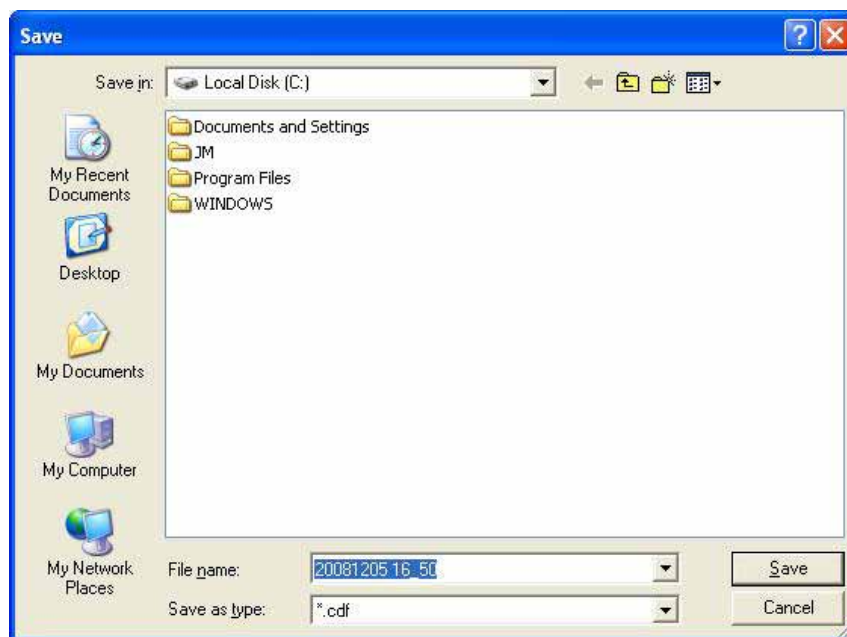 Save
Save in:
Local Disk (C:)
Documents and Settings
JM
Program Files
WINDOWS
My Recent
Documents
Desktop
My Documents
My Computer
My Network
Places
File name:
20081205 16_50
Save
Save as type:
*.cdf
Cancel